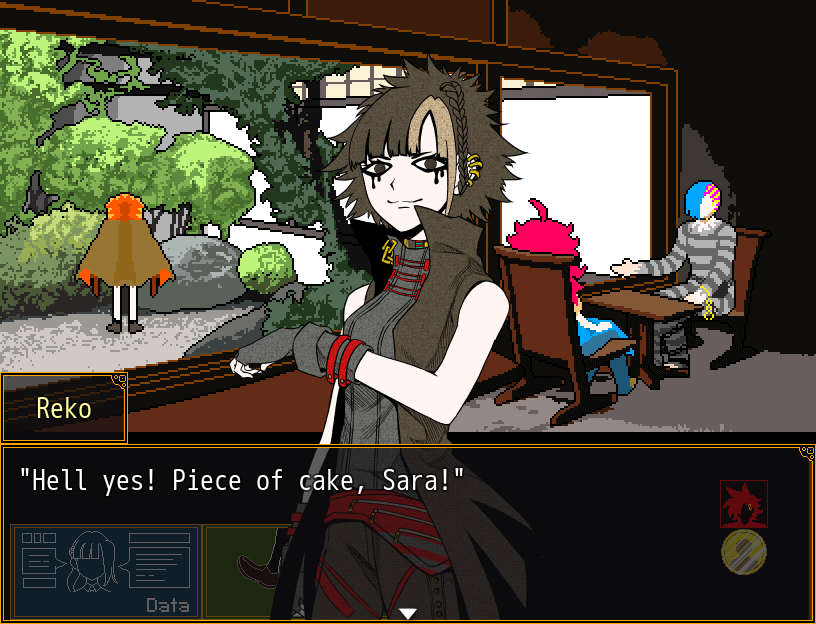 Reko
"Hell yes! Piece of cake, Sara!"
Data